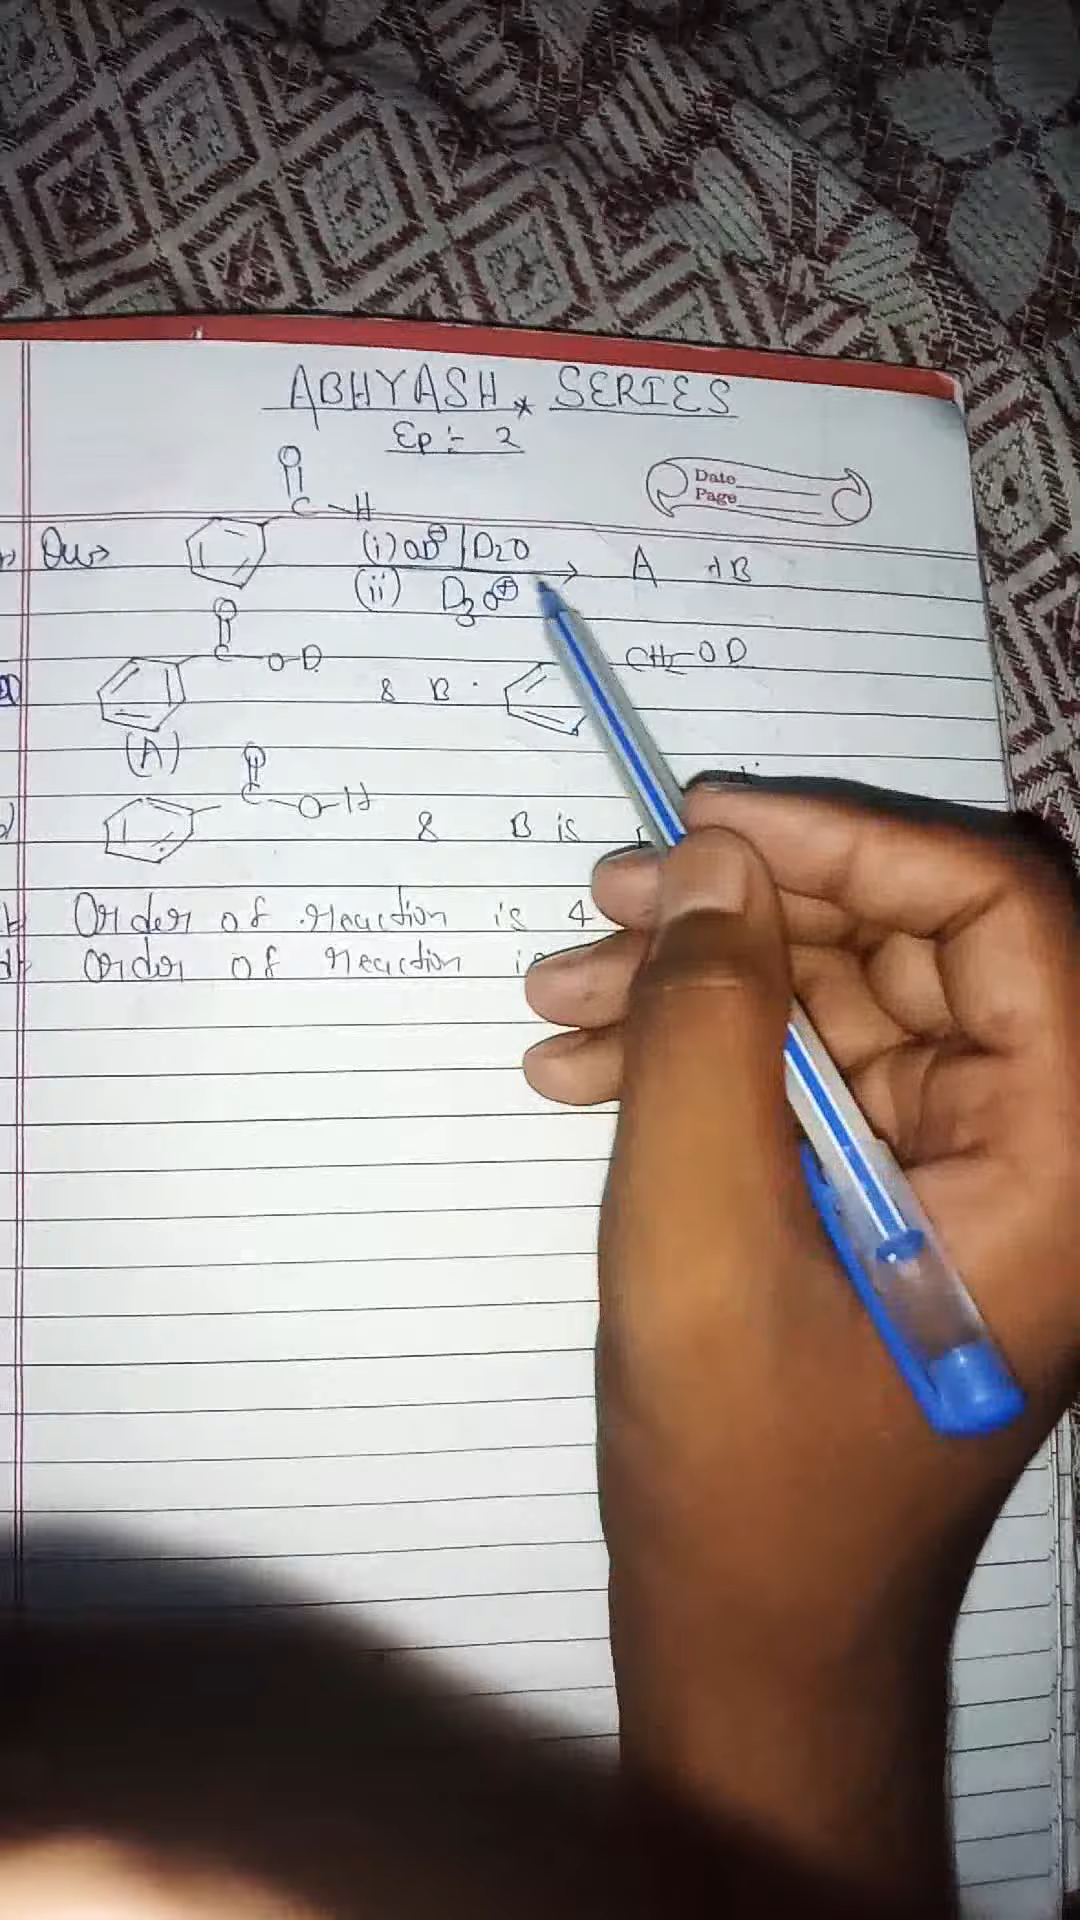 ABHYASH SERIES
Ep:- 2
Date
Page
O
C-H
Que
(i) OD⊖ | D2O
(ii) D3O⊕
A + B
O
C O-D
& B
CH2-OD
(A)
O
C-O-H
& B is
Order of reaction is 4
Order of reaction is